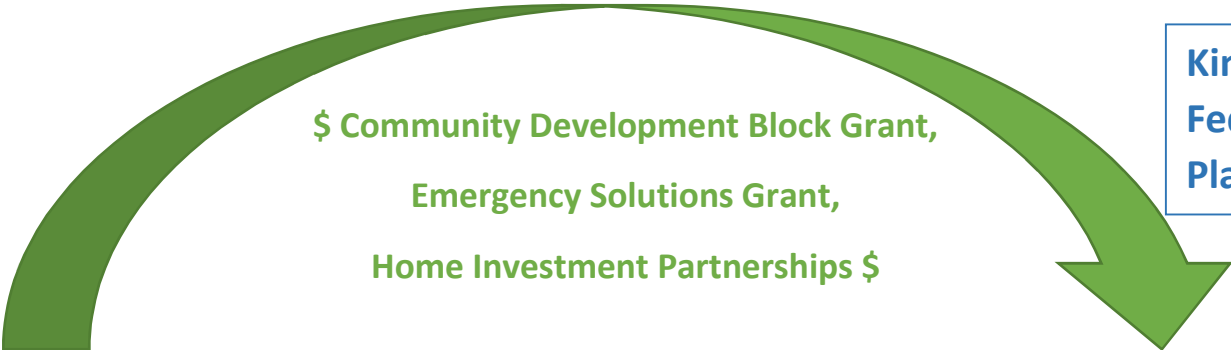 $ Community Development Block Grant,
Emergency Solutions Grant,
Home Investment Partnerships $